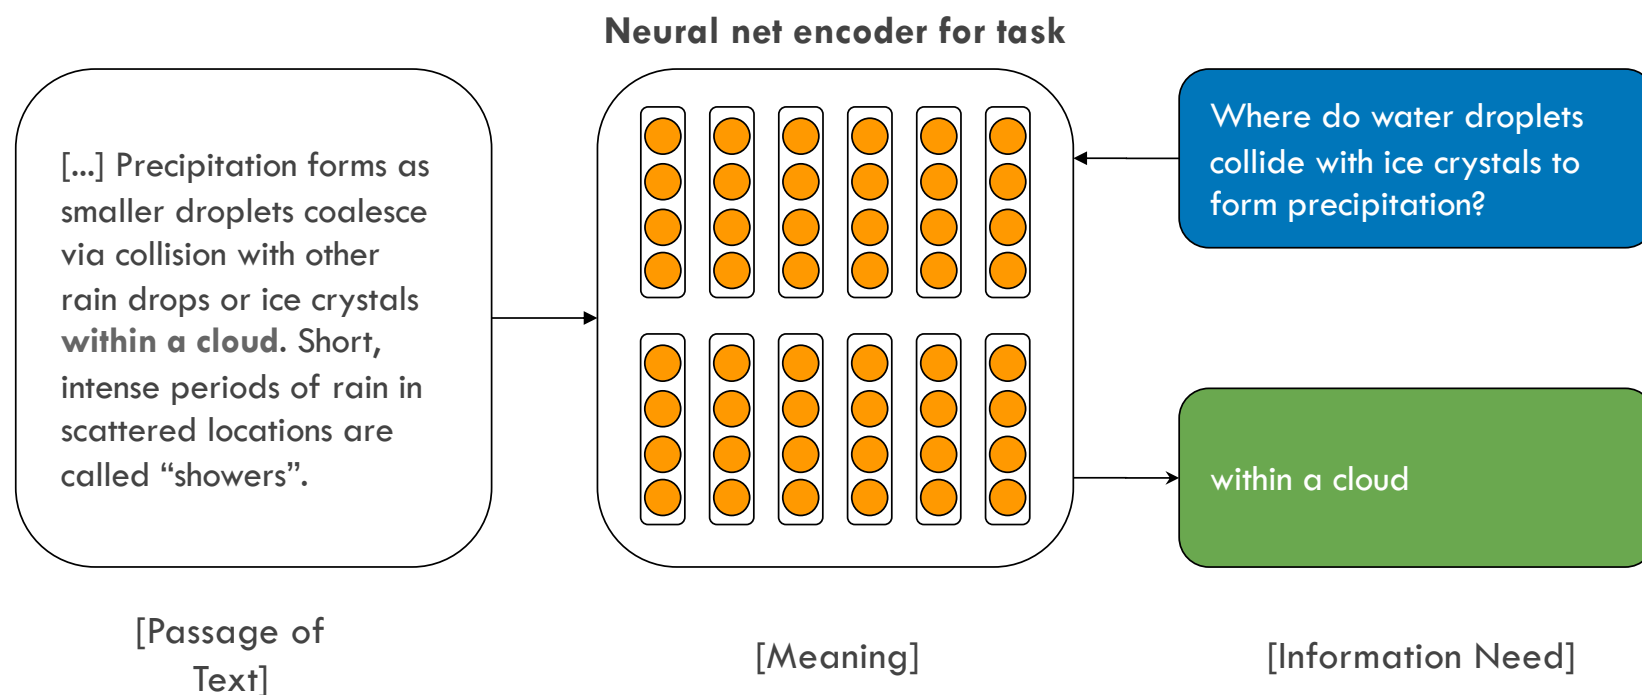 Neural net encoder for task
[...] Precipitation forms as
smaller droplets coalesce
via collision with other
rain drops or ice crystals
within a cloud. Short,
intense periods of rain in
scattered locations are
called “showers”.
Where do water droplets
collide with ice crystals to
form precipitation?
within a cloud
[Passage of
Text]
[Meaning]
[Information Need]